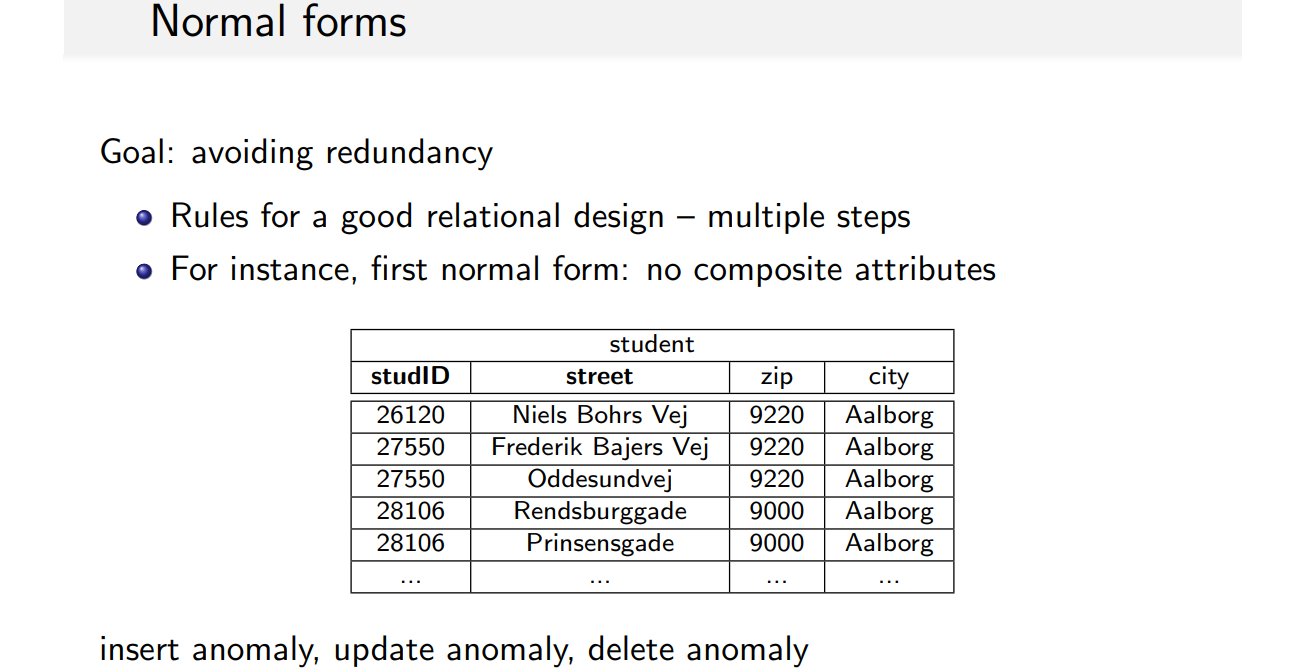 Normal forms
Goal: avoiding redundancy
Rules for a good relational design – multiple steps
For instance, first normal form: no composite attributes
student
studID street zip city
26120 Niels Bohrs Vej 9220 Aalborg
27550 Frederik Bajers Vej 9220 Aalborg
27550 Oddesundvej 9220 Aalborg
28106 Rendsburggade 9000 Aalborg
28106 Prinsensgade 9000 Aalborg
... ... ... ...
insert anomaly, update anomaly, delete anomaly